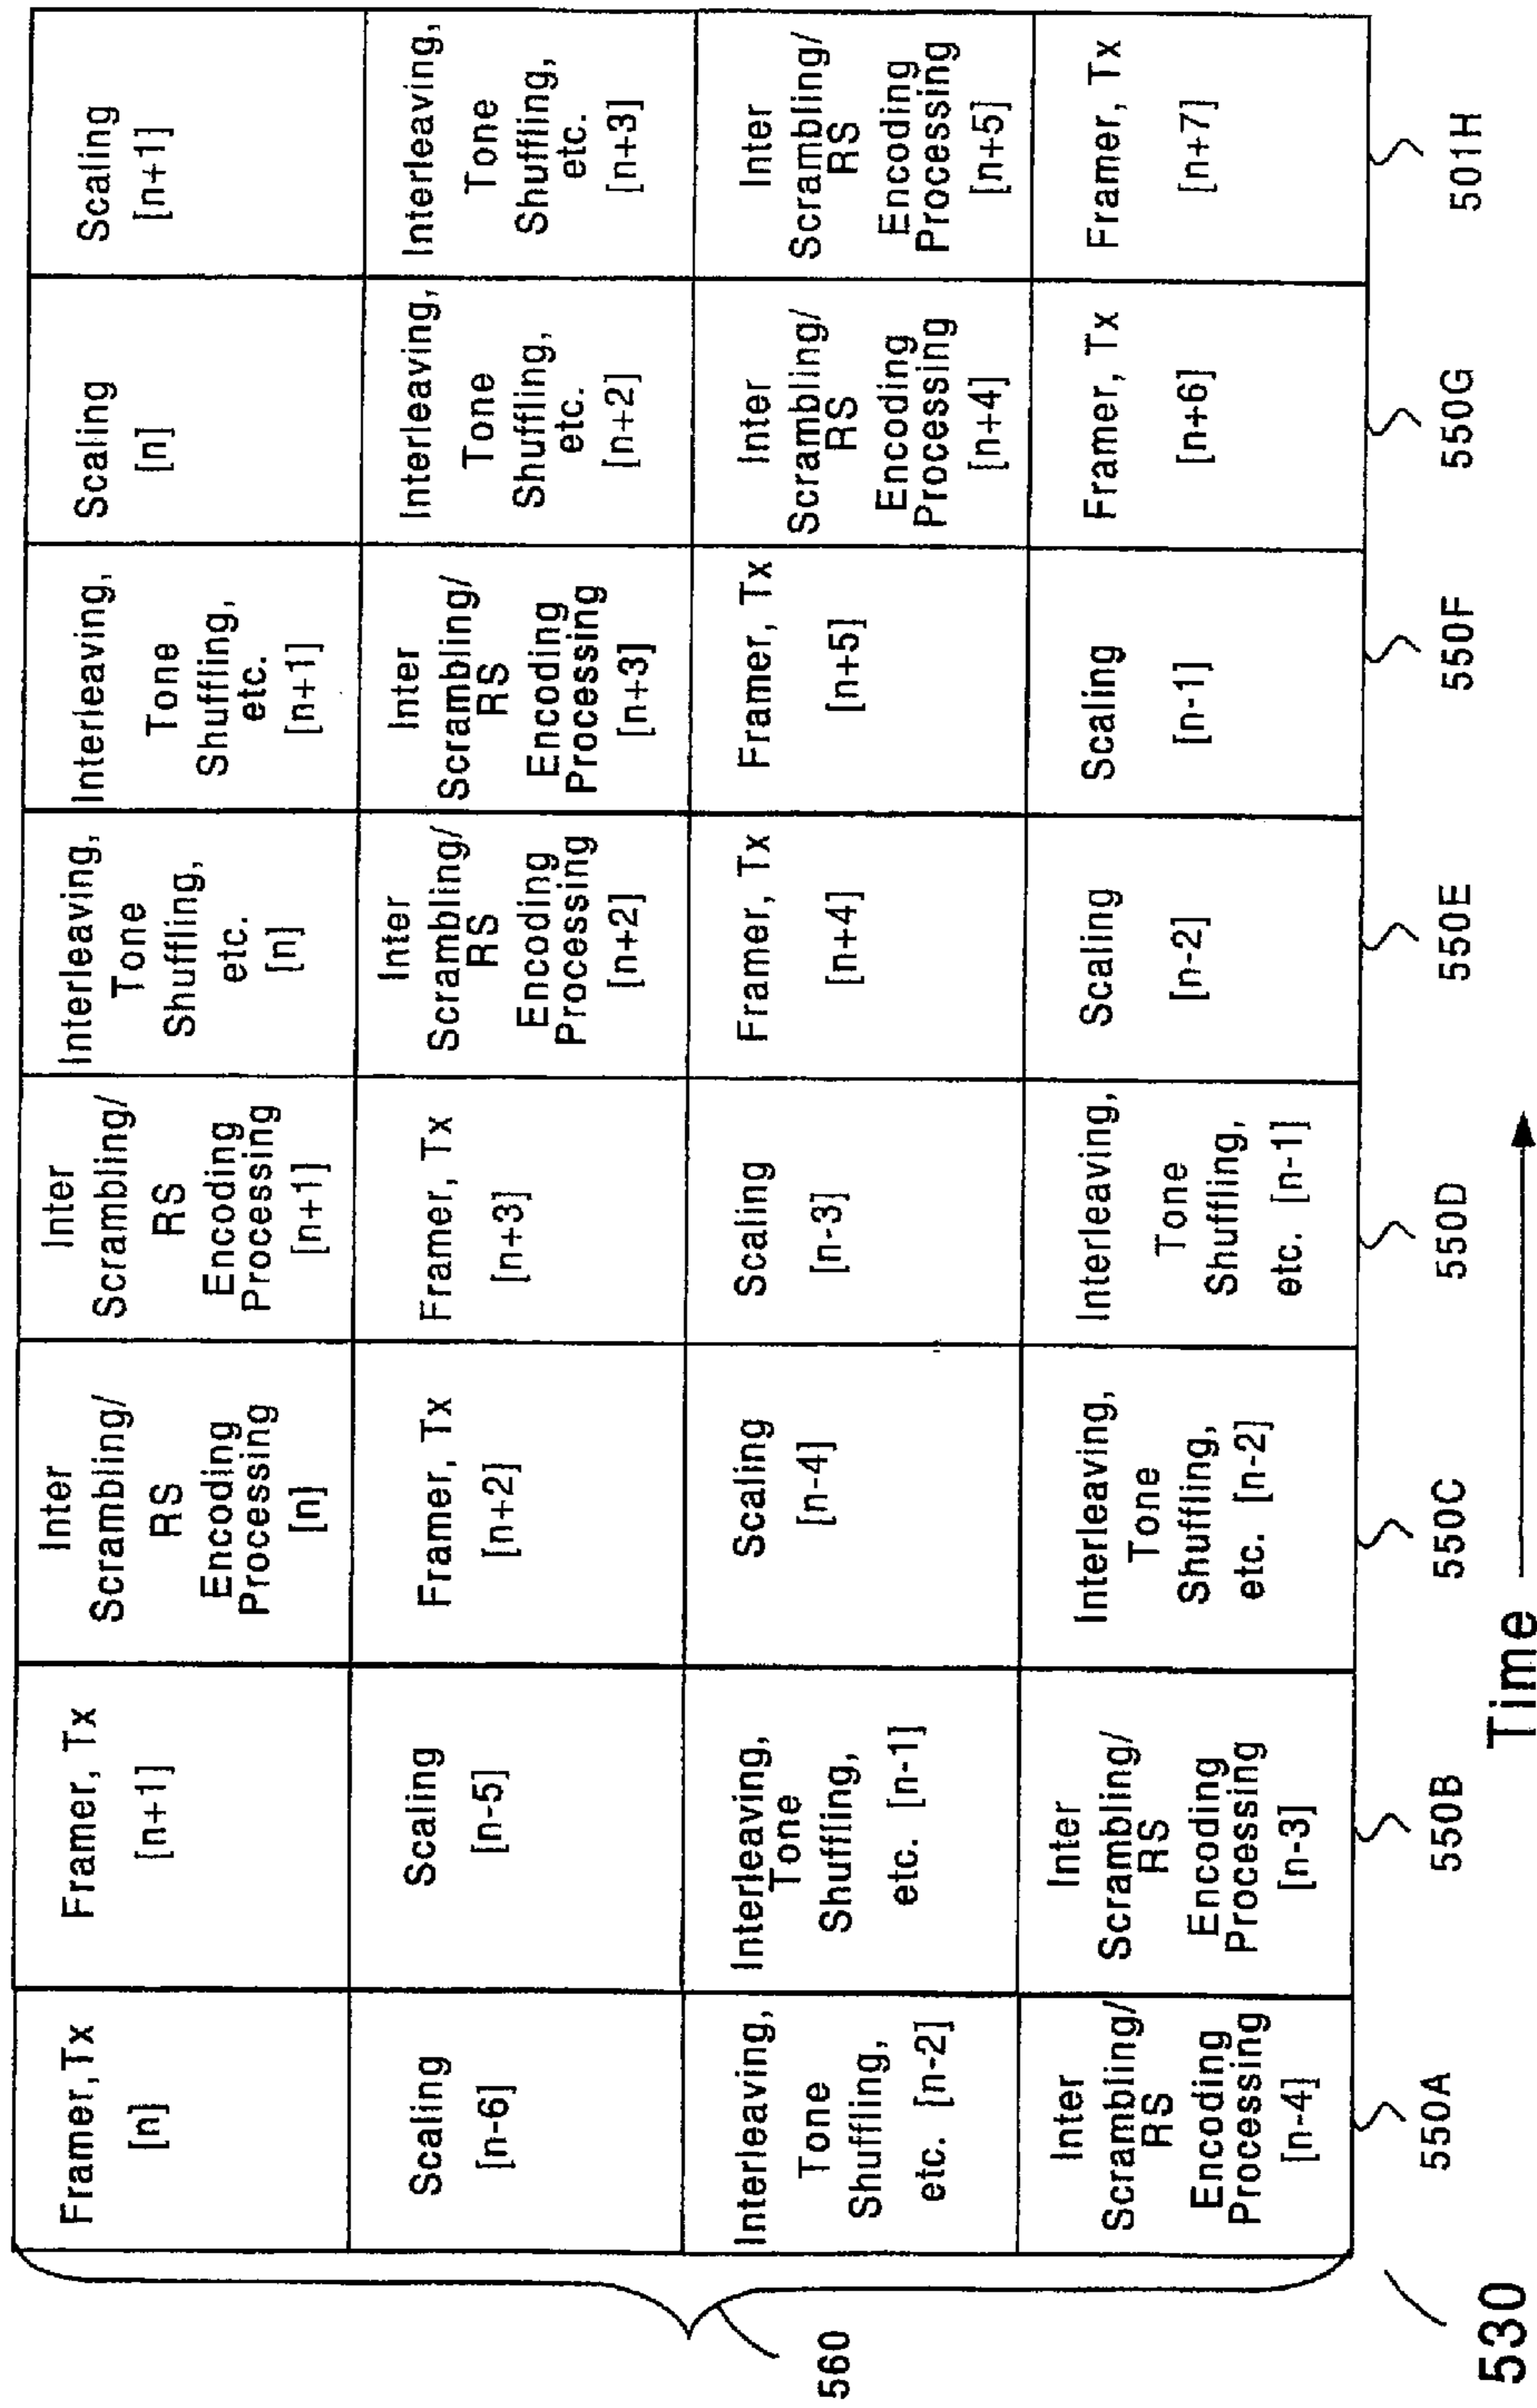 Framer,Tx
[n]
Framer, Tx
[n+1]
Inter
Scrambling/
RS
Encoding
Processing
[n]
Inter
Scrambling/
RS
Encoding
Processing
[n+1]
Interleaving,
Tone
Shuffling,
etc.
[n]
Interleaving,
Tone
Shuffling,
etc.
[n+1]
Scaling
[n]
Scaling
[n+1]
Scaling
[n-6]
Scaling
[n-5]
Framer, Tx
[n+2]
Framer, Tx
[n+3]
Inter
Scrambling/
RS
Encoding
Processing
[n+2]
Inter
Scrambling/
RS
Encoding
Processing
[n+3]
Interleaving,
Tone
Shuffling,
etc.
[n+2]
Interleaving,
Tone
Shuffling,
etc.
[n+3]
Interleaving,
Tone
Shuffling,
etc. [n-2]
Interleaving,
Tone
Shuffling,
etc. [n-1]
Scaling
[n-4]
Scaling
[n-3]
Framer, Tx
[n+4]
Framer, Tx
[n+5]
Inter
Scrambling/
RS
Encoding
Processing
[n+4]
Inter
Scrambling/
RS
Encoding
Processing
[n+5]
Inter
Scrambling/
RS
Encoding
Processing
[n-4]
Inter
Scrambling/
RS
Encoding
Processing
[n-3]
Interleaving,
Tone
Shuffling,
etc. [n-2]
Interleaving,
Tone
Shuffling,
etc. [n-1]
Scaling
[n-2]
Scaling
[n-1]
Framer, Tx
[n+6]
Framer, Tx
[n+7]
560
550A
550B
550C
550D
550E
550F
550G
501H
530
Time